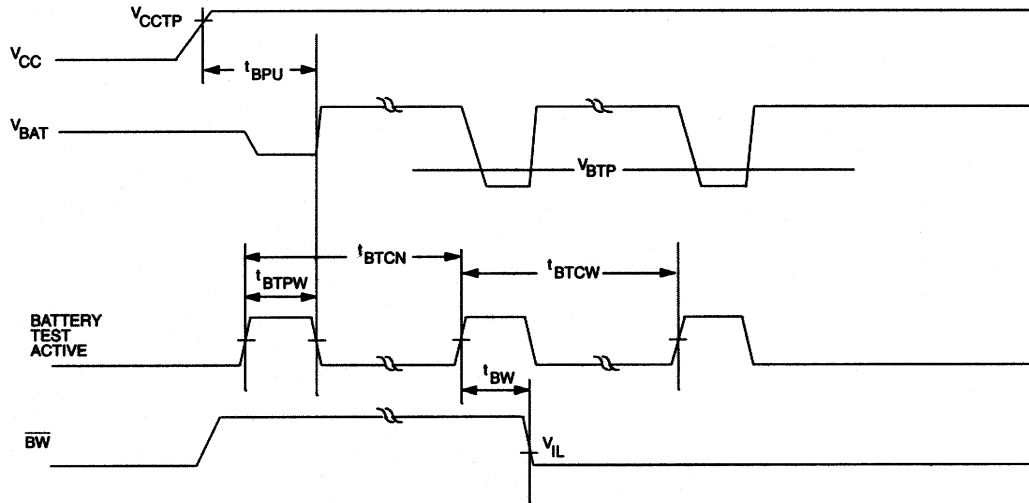 VCCTP
VCC
tBPU
VBAT
VBTP
tBTCN
tBTCW
tBTPW
BATTERY
TEST
ACTIVE
tBW
BW
VIL